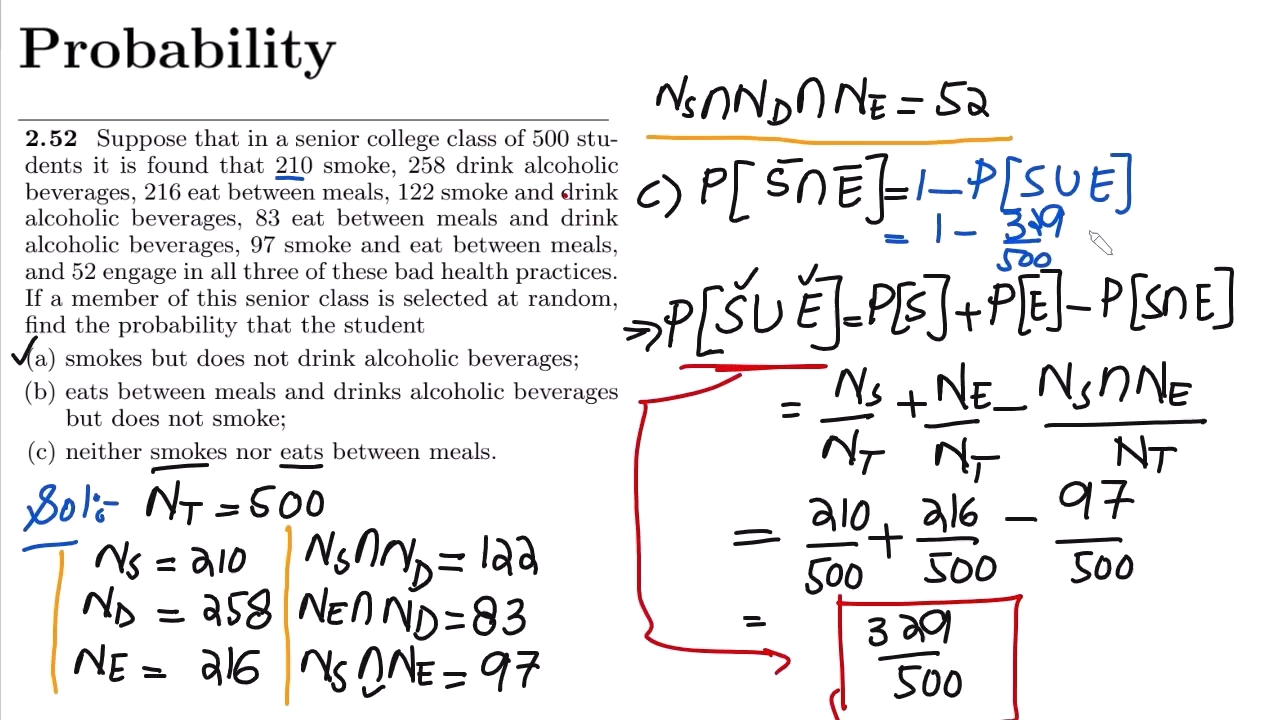 Probability
2.52 Suppose that in a senior college class of 500 stu-
dents it is found that 210 smoke, 258 drink alcoholic
beverages, 216 eat between meals, 122 smoke and drink
alcoholic beverages, 83 eat between meals and drink
alcoholic beverages, 97 smoke and eat between meals,
and 52 engage in all three of these bad health practices.
If a member of this senior class is selected at random,
find the probability that the student
(a) smokes but does not drink alcoholic beverages;
(b) eats between meals and drinks alcoholic beverages
but does not smoke;
(c) neither smokes nor eats between meals.
Sol:- N_T = 500
N_S = 210
N_D = 258
N_E = 216
N_S∩N_D = 122
N_E∩N_D = 83
N_S∩N_E = 97
N_S∩N_D∩N_E = 52
c) P[S̄∩Ē] = 1-P[S∪E]
= 1 - 329/500
⇒ P[S∪E] = P[S] + P[E] - P[S∩E]
= N_S/N_T + N_E/N_T - N_S∩N_E/N_T
= 210/500 + 216/500 - 97/500
= 329/500